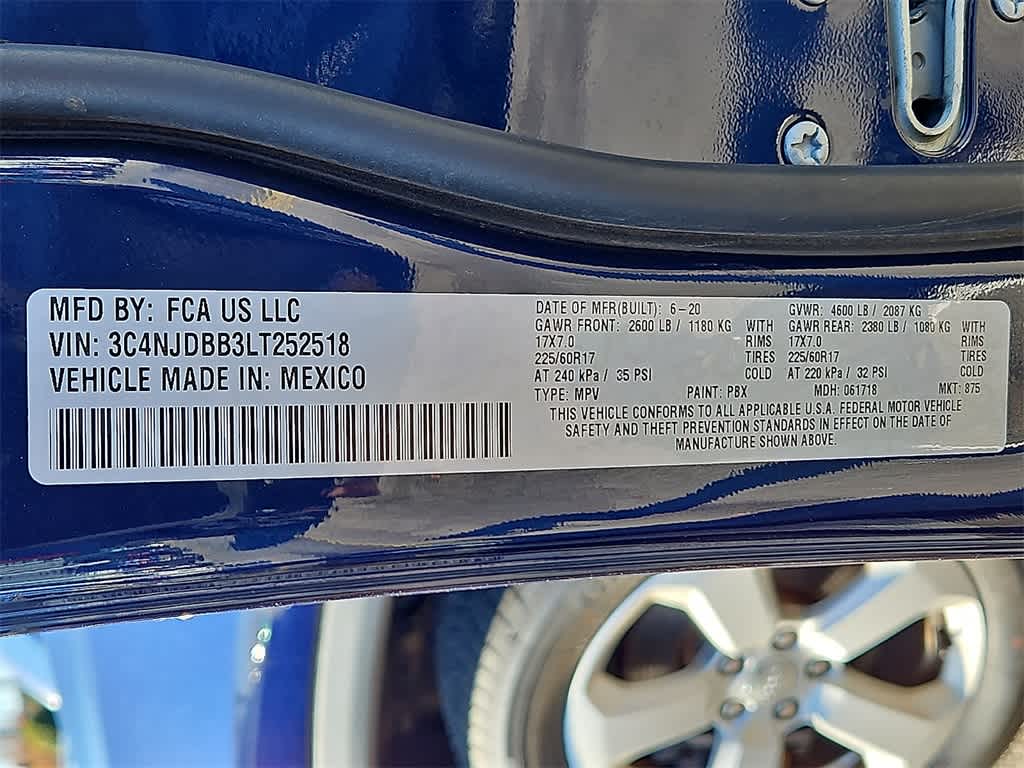 MFD BY: FCA US LLC
VIN: 3C4NJDBB3LT252518
VEHICLE MADE IN: MEXICO
DATE OF MFR(BUILT): 6-20 GVWR: 4600 LB / 2087 KG
GAWR FRONT: 2600 LB / 1180 KG WITH GAWR REAR: 2380 LB / 1080 KG WITH
17X7.0 RIMS 17X7.0 RIMS
225/60R17 TIRES 225/60R17 TIRES
AT 240 kPa / 35 PSI COLD AT 220 kPa / 32 PSI COLD
TYPE: MPV PAINT: PBX MDH: 061718 MKT: 875
THIS VEHICLE CONFORMS TO ALL APPLICABLE U.S.A. FEDERAL MOTOR VEHICLE
SAFETY AND THEFT PREVENTION STANDARDS IN EFFECT ON THE DATE OF
MANUFACTURE SHOWN ABOVE.